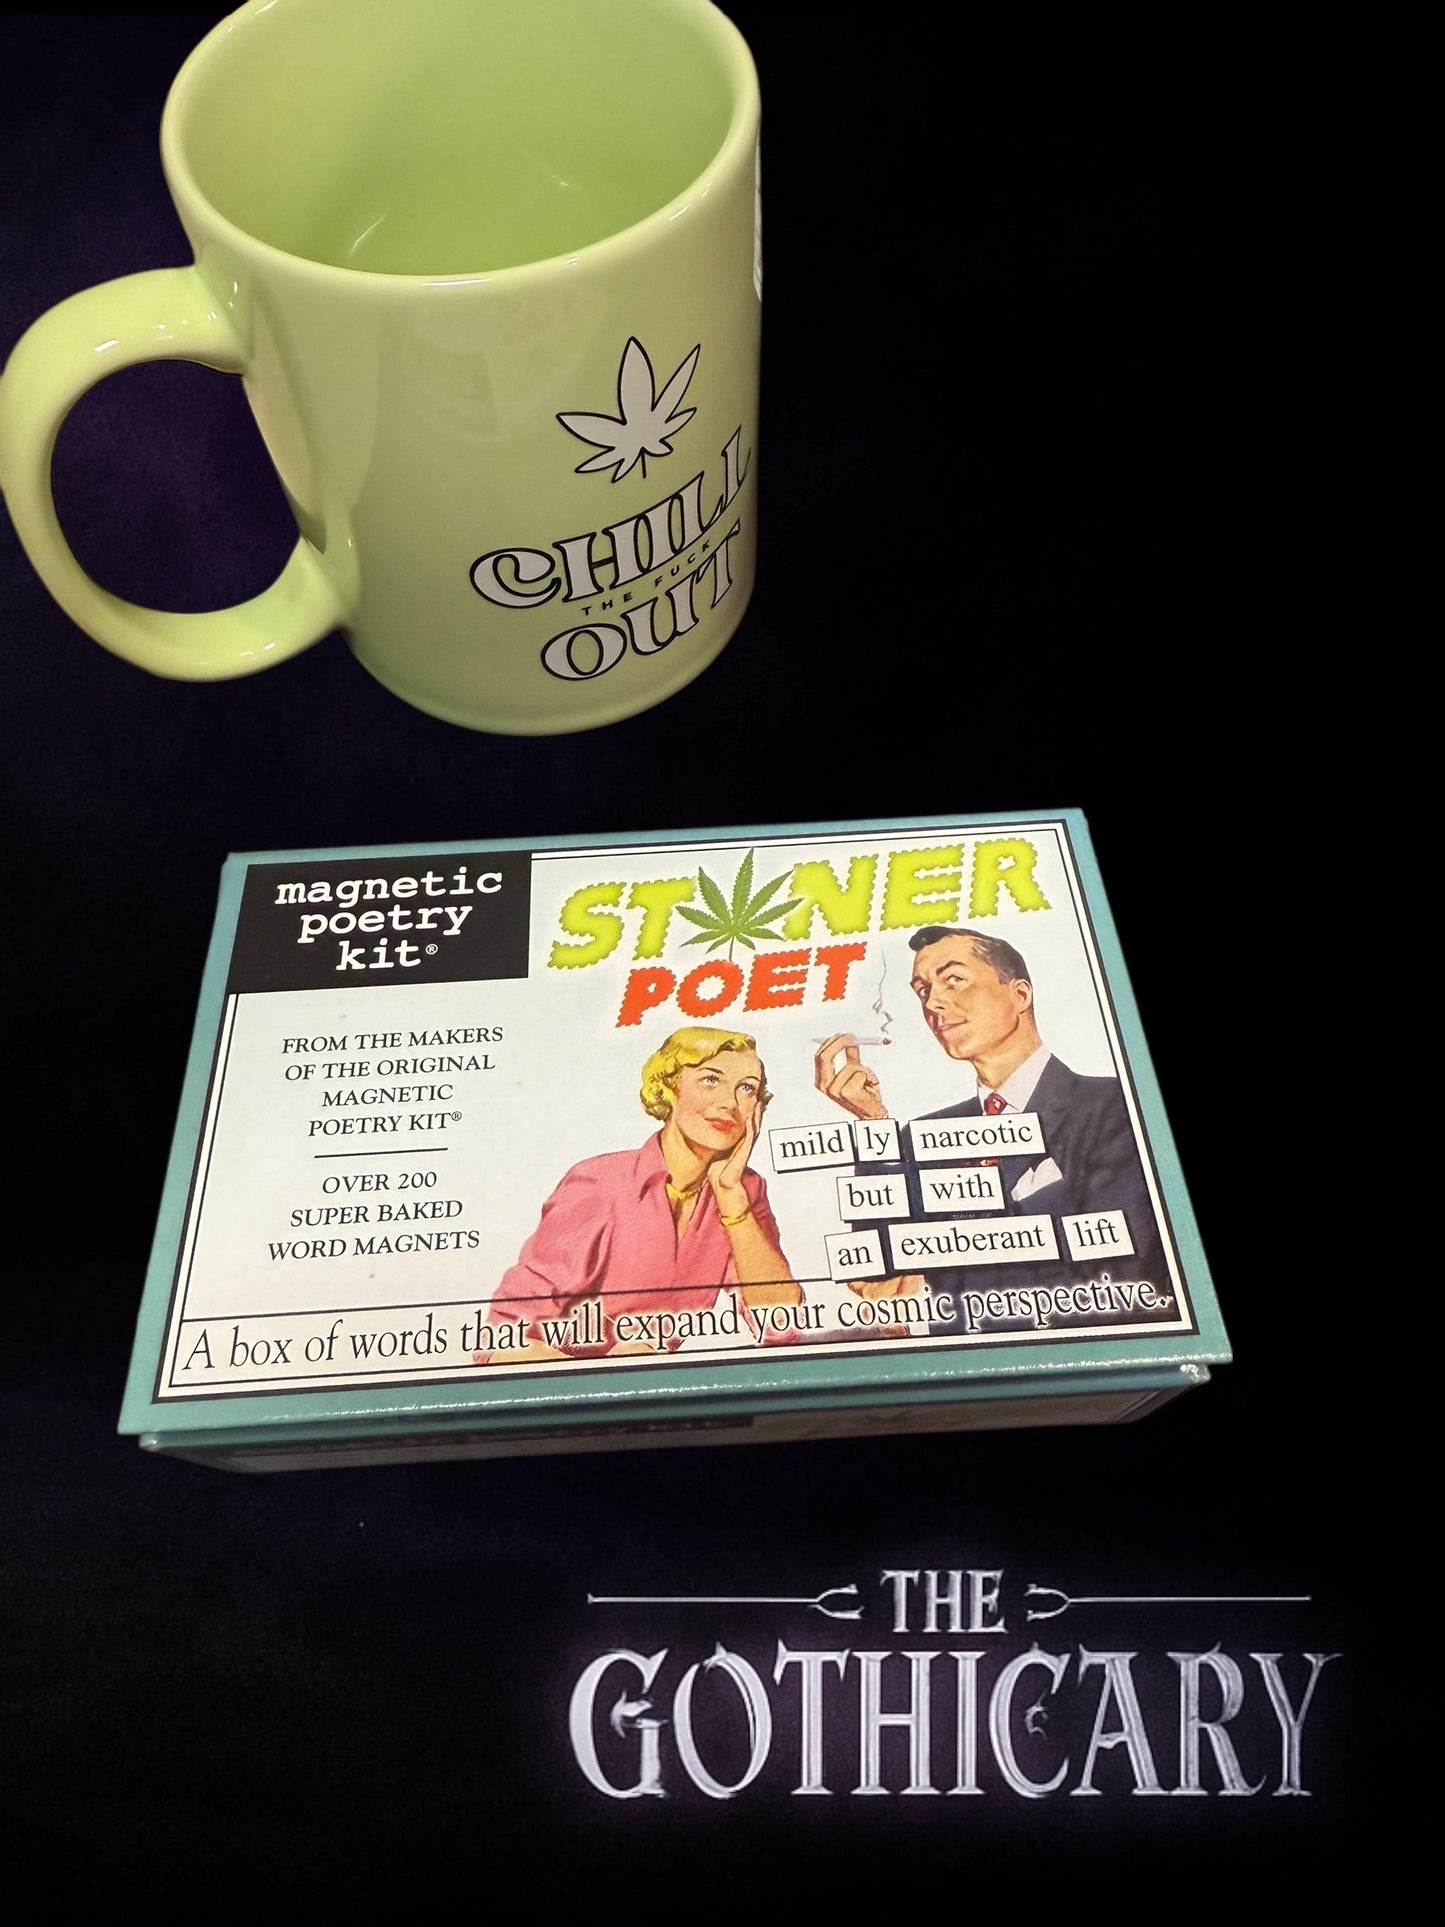 CHILL
THE FUCK
OUT
magnetic
poetry
kit®
STONER
POET
FROM THE MAKERS
OF THE ORIGINAL
MAGNETIC
POETRY KIT®
OVER 200
SUPER BAKED
WORD MAGNETS
mild ly narcotic
but with
an exuberant lift
A box of words that will expand your cosmic perspective.
THE
GOTHICARY